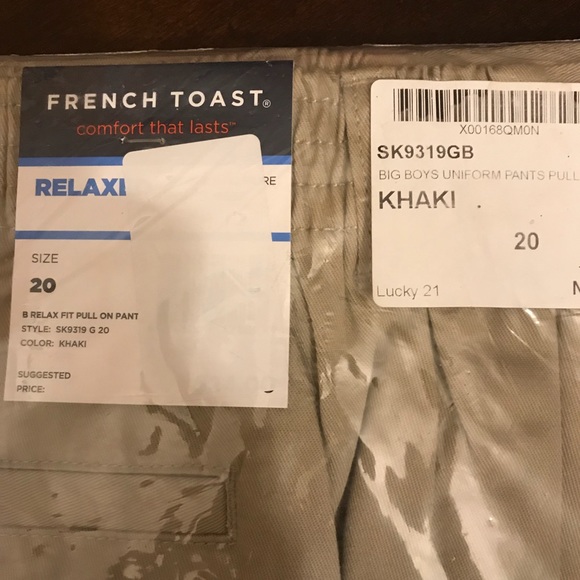 FRENCH TOAST®
comfort that lasts™
RELAX
RE
SIZE
20
B RELAX FIT PULL ON PANT
STYLE: SK9319 G 20
COLOR: KHAKI
SUGGESTED
PRICE:
X00168QM0N
SK9319GB
BIG BOYS UNIFORM PANTS PULL
KHAKI
20
Lucky 21
N